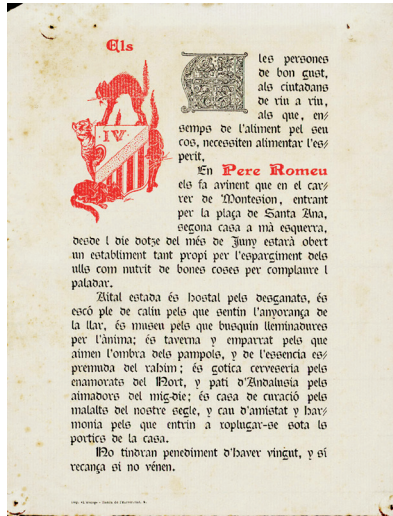 Els
IV
A les persones
de bon gust,
als ciutadans
de riu a riu,
als que, en-
semps de l'aliment pel seu
cos, necessiten alimentar l'es-
perit,
En Pere Romeu
els fa avinent que en el car-
rer de Montesion, entrant
per la plaça de Santa Ana,
segona casa a mà esquerra,
desde l die dotze del més de Juny estarà obert
un establiment tant propi per l'espargiment dels
ulls com nutrit de bones coses per complaure l
paladar.
Aital estada és hostal pels desganats, és
escó ple de caliu pels que sentin l'anyorança de
la llar, és museu pels que busquin lleminadures
per l'ànima; és taverna y emparrat pels que
aimen l'ombra dels pampols, y de l'essencia es-
premuda del rahim; és gotica cerveseria pels
enamorats del Nort, y pati d'Andalusia pels
aimadors del mig-die; és casa de curació pels
malalts del nostre segle, y cau d'amistat y har-
monia pels que entrin a roplugar-se sota ls
portics de la casa.
No tindran penediment d'haver vingut, y sí
recança si no vénen.